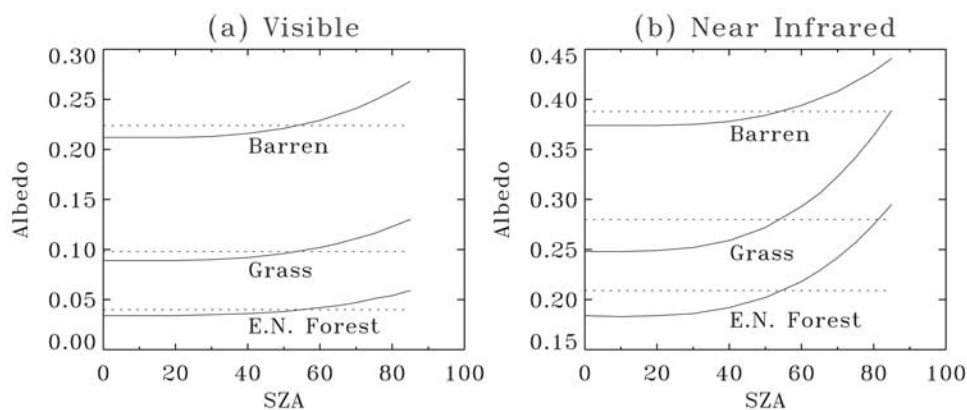 (a) Visible
0.30
0.25
0.20
0.15
0.10
0.05
0.00
Albedo
Barren
Grass
E.N. Forest
0 20 40 60 80 100
SZA
(b) Near Infrared
0.45
0.40
0.35
0.30
0.25
0.20
0.15
Albedo
Barren
Grass
E.N. Forest
0 20 40 60 80 100
SZA